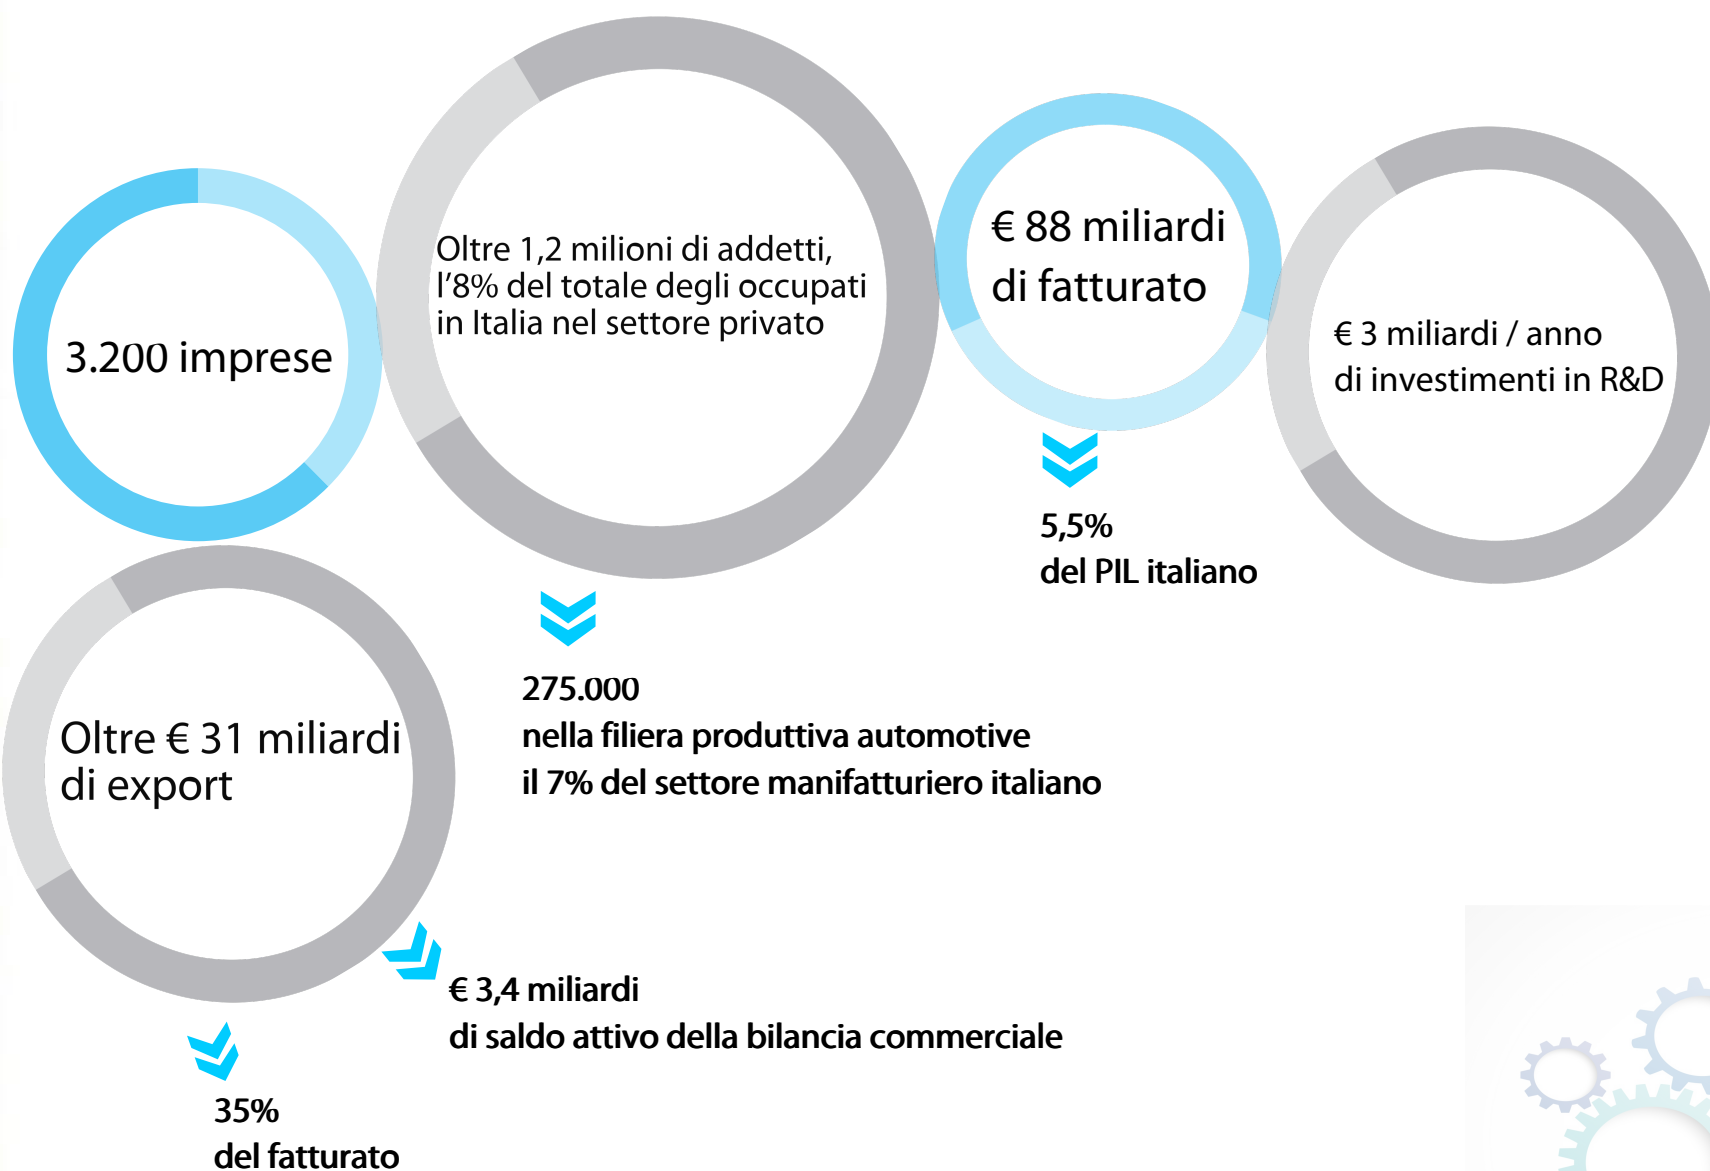 3.200 imprese
Oltre 1,2 milioni di addetti,
l'8% del totale degli occupati
in Italia nel settore privato
275.000
nella filiera produttiva automotive
il 7% del settore manifatturiero italiano
€ 88 miliardi
di fatturato
5,5%
del PIL italiano
€ 3 miliardi / anno
di investimenti in R&D
Oltre € 31 miliardi
di export
€ 3,4 miliardi
di saldo attivo della bilancia commerciale
35%
del fatturato